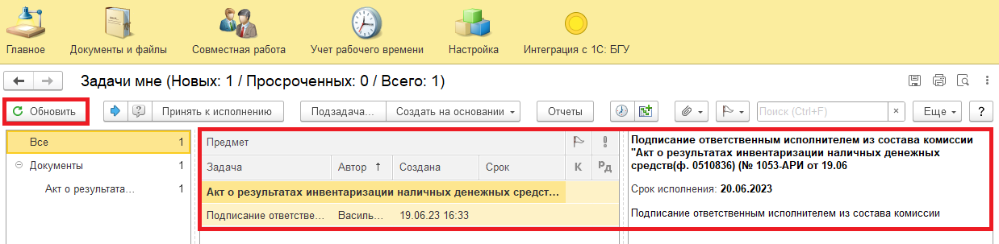 Главное Документы и файлы Совместная работа Учет рабочего времени Настройка Интеграция с 1С: БГУ
Задачи мне (Новых: 1 / Просроченных: 0 / Всего: 1)
Обновить Принять к исполнению Подзадача... Создать на основании Отчеты Поиск (Ctrl+F) × Еще ?
Все 1
Документы 1
Акт о результата... 1
Предмет
Задача Автор ↑ Создана Срок К Рд
Акт о результатах инвентаризации наличных денежных средст...
Подписание ответстве... Василь... 19.06.23 16:33
Подписание ответственным исполнителем из состава комиссии
"Акт о результатах инвентаризации наличных денежных
средств(ф. 0510836) (№ 1053-АРИ от 19.06
Срок исполнения: 20.06.2023
Подписание ответственным исполнителем из состава комиссии